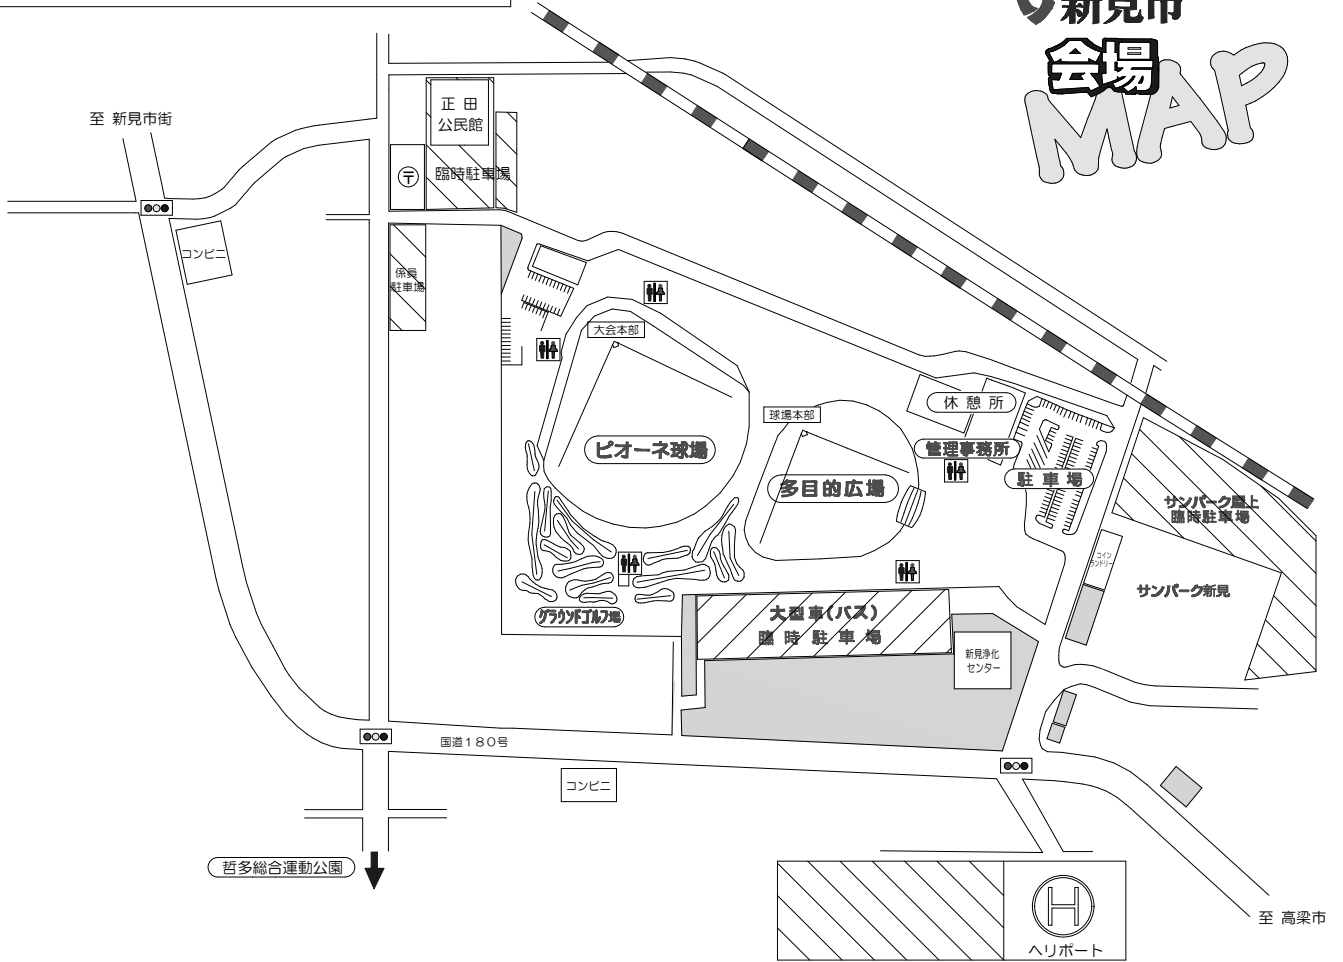 新見市
会場
MAP
至 新見市街
正 田
公民館
臨時駐車場
コンビニ
係員
駐車場
大会本部
ピオーネ球場
球場本部
多目的広場
休 憩 所
管理事務所
駐 車 場
サンパーク屋上
臨時駐車場
コイン
ランドリー
サンパーク新見
グラウンドゴルフ場
大型車(バス)
臨 時 駐 車 場
新見浄化
センター
国道180号
コンビニ
哲多総合運動公園
H
ヘリポート
至 高梁市